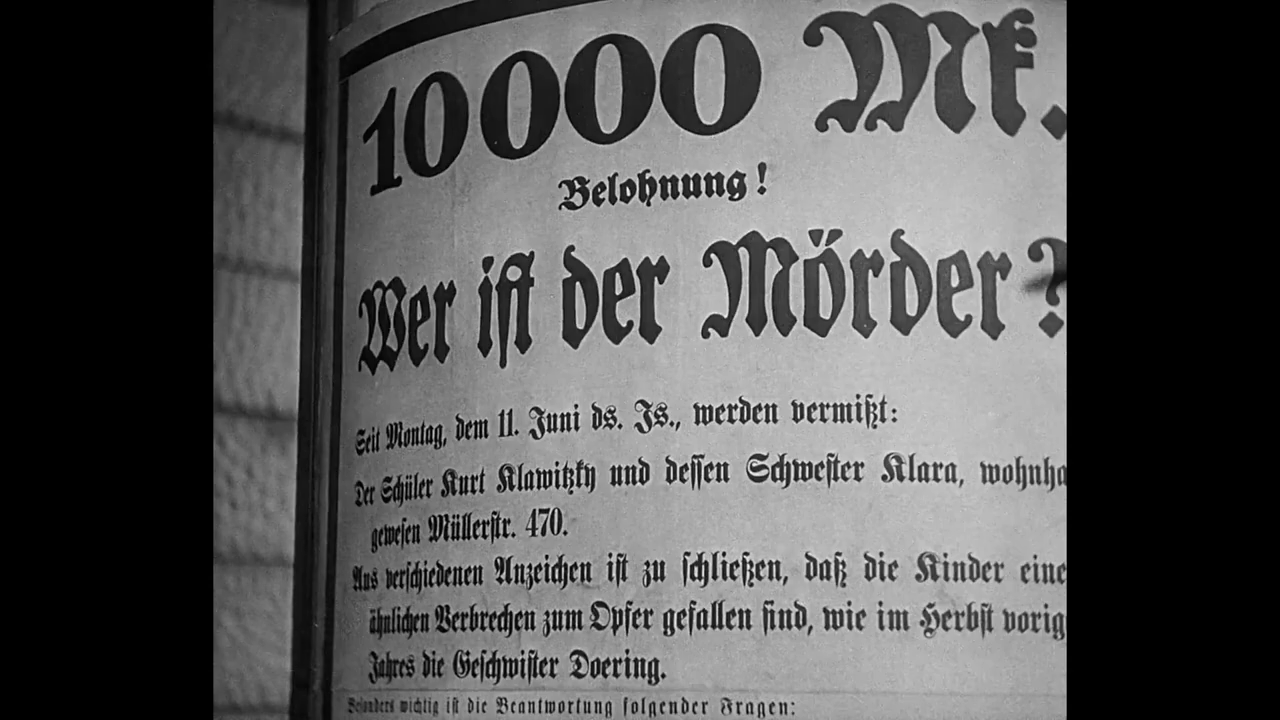 10000 Mk.
Belohnung!
Wer ist der Mörder?
Seit Montag, dem 11. Juni ds. Js., werden vermißt:
Der Schüler Kurt Klawitzky und dessen Schwester Klara, wohnha
gewesen Müllerstr. 470.
Aus verschiedenen Anzeichen ist zu schließen, daß die Kinder eine
ähnlichen Verbrechen zum Opfer gefallen sind, wie im Herbst vorig
Jahres die Geschwister Doering.
Besonders wichtig ist die Beantwortung folgender Fragen: